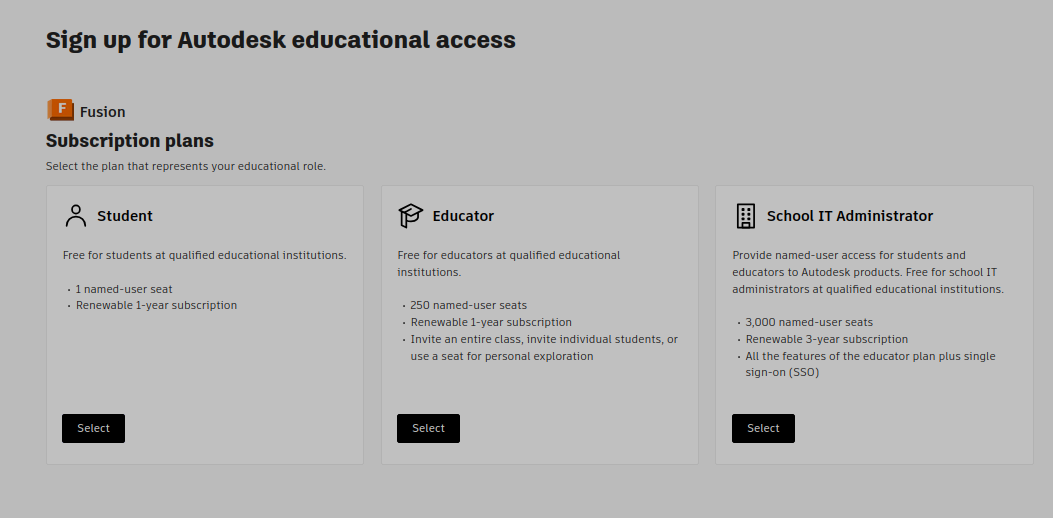 Sign up for Autodesk educational access
F
Fusion
Subscription plans
Select the plan that represents your educational role.
Student
Free for students at qualified educational institutions.
• 1 named-user seat
• Renewable 1-year subscription
Select
Educator
Free for educators at qualified educational
institutions.
• 250 named-user seats
• Renewable 1-year subscription
• Invite an entire class, invite individual students, or
use a seat for personal exploration
Select
School IT Administrator
Provide named-user access for students and
educators to Autodesk products. Free for school IT
administrators at qualified educational institutions.
• 3,000 named-user seats
• Renewable 3-year subscription
• All the features of the educator plan plus single
sign-on (SSO)
Select